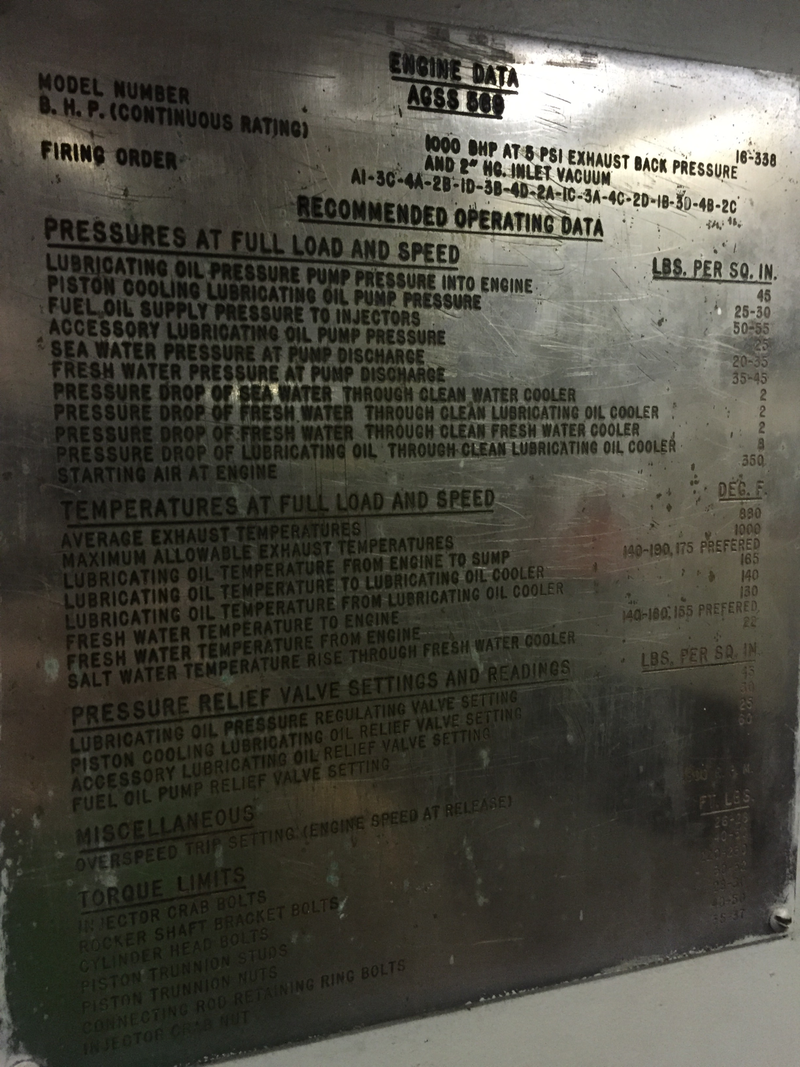 ENGINE DATA
AGSS 569
MODEL NUMBER 16-338
B. H. P. (CONTINUOUS RATING) 1000 BHP AT 5 PSI EXHAUST BACK PRESSURE
AND 2" HG. INLET VACUUM
FIRING ORDER A1-3C-4A-2B-1D-3B-4D-2A-1C-3A-4C-2D-1B-3D-4B-2C
RECOMMENDED OPERATING DATA
PRESSURES AT FULL LOAD AND SPEED LBS. PER SQ. IN.
LUBRICATING OIL PRESSURE PUMP PRESSURE INTO ENGINE 45
PISTON COOLING LUBRICATING OIL PUMP PRESSURE 25-30
FUEL OIL SUPPLY PRESSURE TO INJECTORS 50-55
ACCESSORY LUBRICATING OIL PUMP PRESSURE 25
SEA WATER PRESSURE AT PUMP DISCHARGE 20-35
FRESH WATER PRESSURE AT PUMP DISCHARGE 35-45
PRESSURE DROP OF SEA WATER THROUGH CLEAN WATER COOLER 2
PRESSURE DROP OF FRESH WATER THROUGH CLEAN LUBRICATING OIL COOLER 2
PRESSURE DROP OF FRESH WATER THROUGH CLEAN FRESH WATER COOLER 2
PRESSURE DROP OF LUBRICATING OIL THROUGH CLEAN LUBRICATING OIL COOLER 8
STARTING AIR AT ENGINE 350
TEMPERATURES AT FULL LOAD AND SPEED DEG. F.
AVERAGE EXHAUST TEMPERATURES
MAXIMUM ALLOWABLE EXHAUST TEMPERATURES 1000
LUBRICATING OIL TEMPERATURE FROM ENGINE TO SUMP 140-180, 175 PREFERED
LUBRICATING OIL TEMPERATURE TO LUBRICATING OIL COOLER 165
LUBRICATING OIL TEMPERATURE FROM LUBRICATING OIL COOLER 140
FRESH WATER TEMPERATURE TO ENGINE 130
FRESH WATER TEMPERATURE FROM ENGINE 140-160, 155 PREFERED
SALT WATER TEMPERATURE RISE THROUGH FRESH WATER COOLER 22
PRESSURE RELIEF VALVE SETTINGS AND READINGS LBS. PER SQ. IN.
LUBRICATING OIL PRESSURE REGULATING VALVE SETTING 45
PISTON COOLING LUBRICATING OIL RELIEF VALVE SETTING
ACCESSORY LUBRICATING OIL RELIEF VALVE SETTING
FUEL OIL PUMP RELIEF VALVE SETTING
MISCELLANEOUS
OVERSPEED TRIP SETTING (ENGINE SPEED AT RELEASE)
TORQUE LIMITS FT. LBS.
INJECTOR CRAB BOLTS
ROCKER SHAFT BRACKET BOLTS
CYLINDER HEAD BOLTS
PISTON TRUNNION STUDS
PISTON TRUNNION NUTS
CONNECTING ROD RETAINING RING BOLTS
INJECTOR CRAB NUT